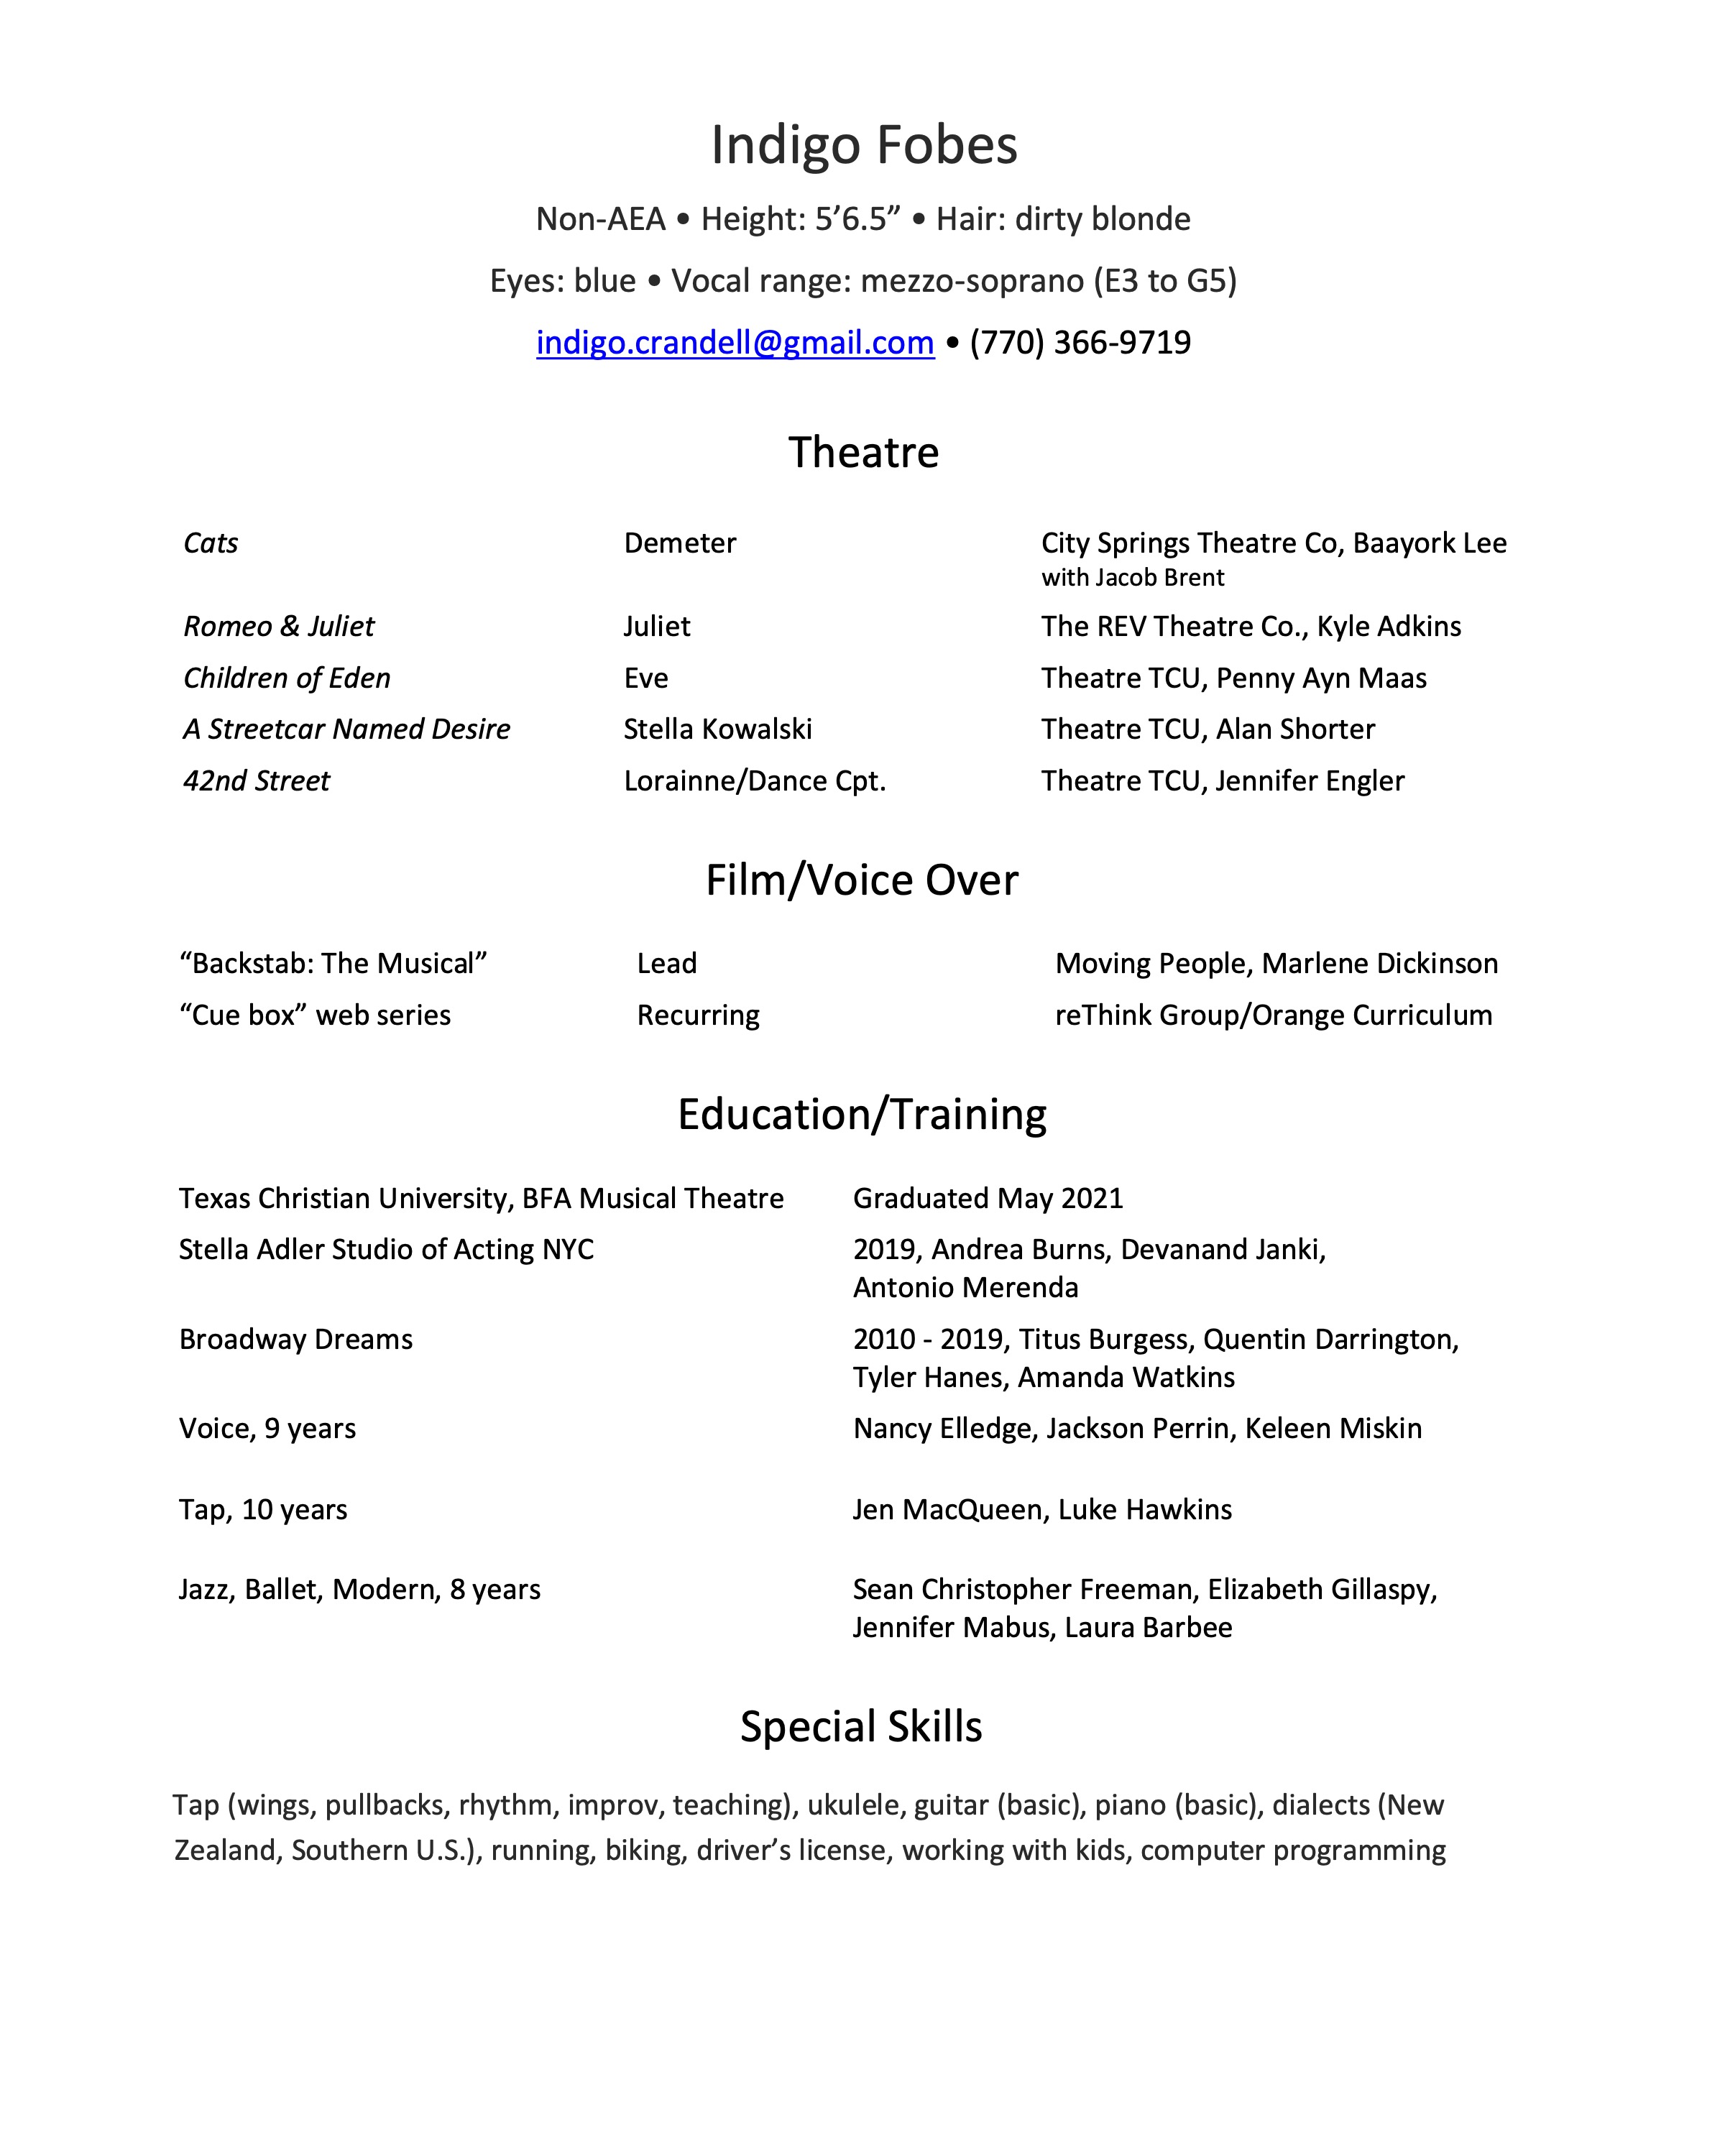 Indigo Fobes
Non-AEA • Height: 5’6.5” • Hair: dirty blonde
Eyes: blue • Vocal range: mezzo-soprano (E3 to G5)
indigo.crandell@gmail.com • (770) 366-9719
Theatre
Cats Demeter City Springs Theatre Co, Baayork Lee
with Jacob Brent
Romeo & Juliet Juliet The REV Theatre Co., Kyle Adkins
Children of Eden Eve Theatre TCU, Penny Ayn Maas
A Streetcar Named Desire Stella Kowalski Theatre TCU, Alan Shorter
42nd Street Lorainne/Dance Cpt. Theatre TCU, Jennifer Engler
Film/Voice Over
“Backstab: The Musical” Lead Moving People, Marlene Dickinson
“Cue box” web series Recurring reThink Group/Orange Curriculum
Education/Training
Texas Christian University, BFA Musical Theatre Graduated May 2021
Stella Adler Studio of Acting NYC 2019, Andrea Burns, Devanand Janki,
Antonio Merenda
Broadway Dreams 2010 - 2019, Titus Burgess, Quentin Darrington,
Tyler Hanes, Amanda Watkins
Voice, 9 years Nancy Elledge, Jackson Perrin, Keleen Miskin
Tap, 10 years Jen MacQueen, Luke Hawkins
Jazz, Ballet, Modern, 8 years Sean Christopher Freeman, Elizabeth Gillaspy,
Jennifer Mabus, Laura Barbee
Special Skills
Tap (wings, pullbacks, rhythm, improv, teaching), ukulele, guitar (basic), piano (basic), dialects (New
Zealand, Southern U.S.), running, biking, driver’s license, working with kids, computer programming